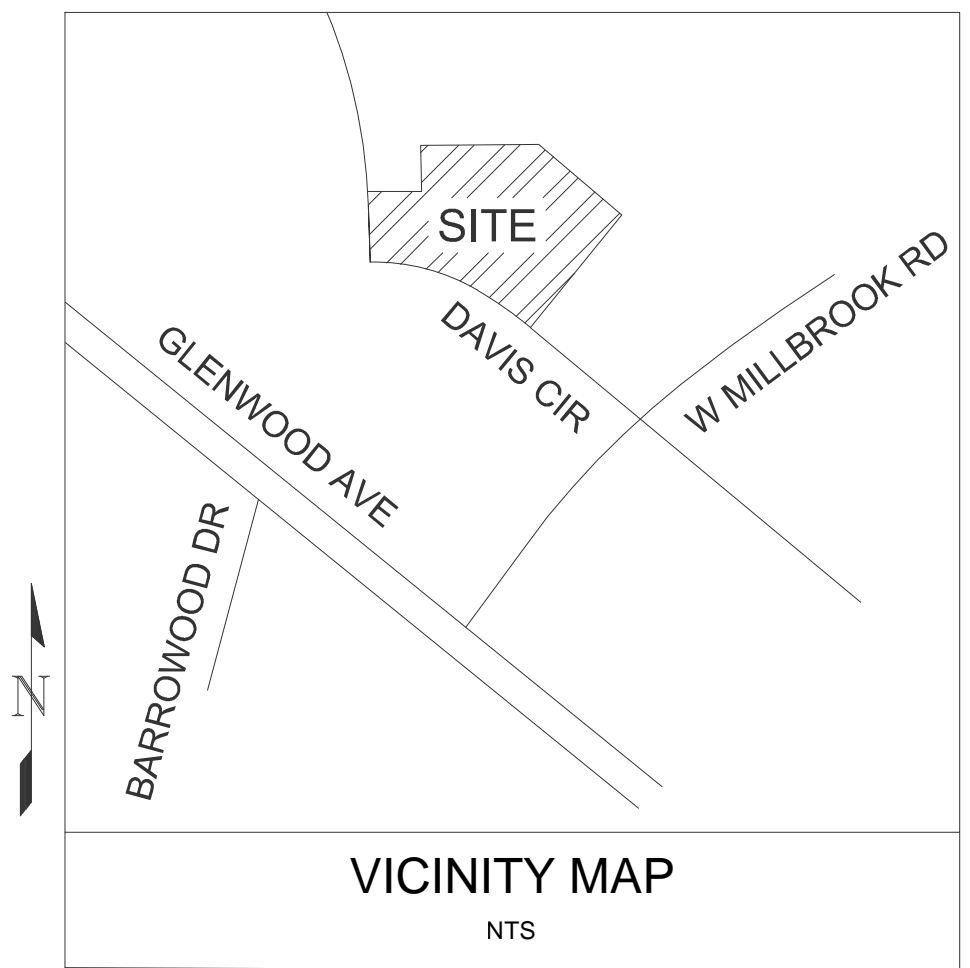 SITE
DAVIS CIR
W MILLBROOK RD
GLENWOOD AVE
BARROWOOD DR
N
VICINITY MAP
NTS